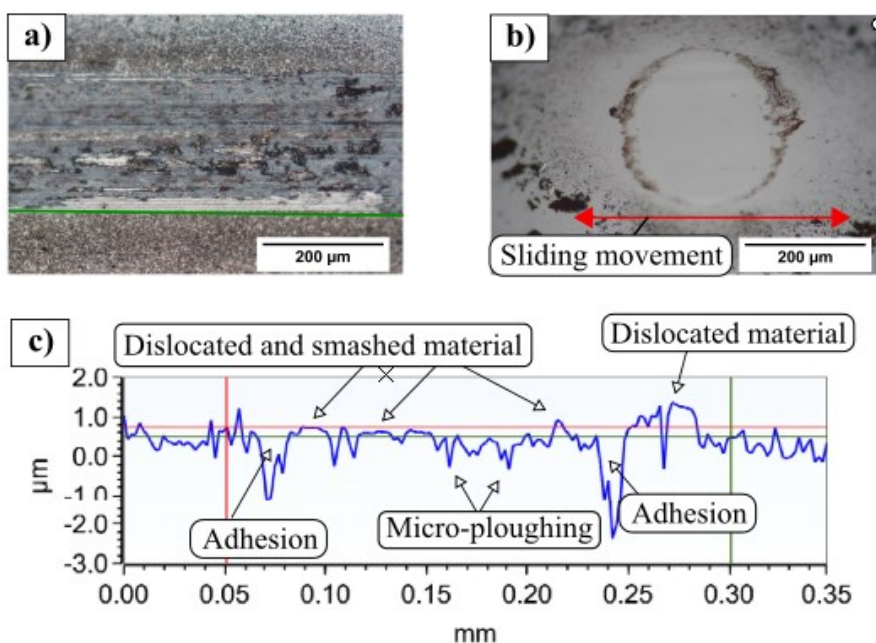 a)
b)
200 µm
Sliding movement
200 µm
c)
Dislocated and smashed material
Dislocated material
2.0
1.0
0.0
-1.0
-2.0
-3.0
µm
Adhesion
Micro-ploughing
Adhesion
0.00
0.05
0.10
0.15
0.20
0.25
0.30
0.35
mm